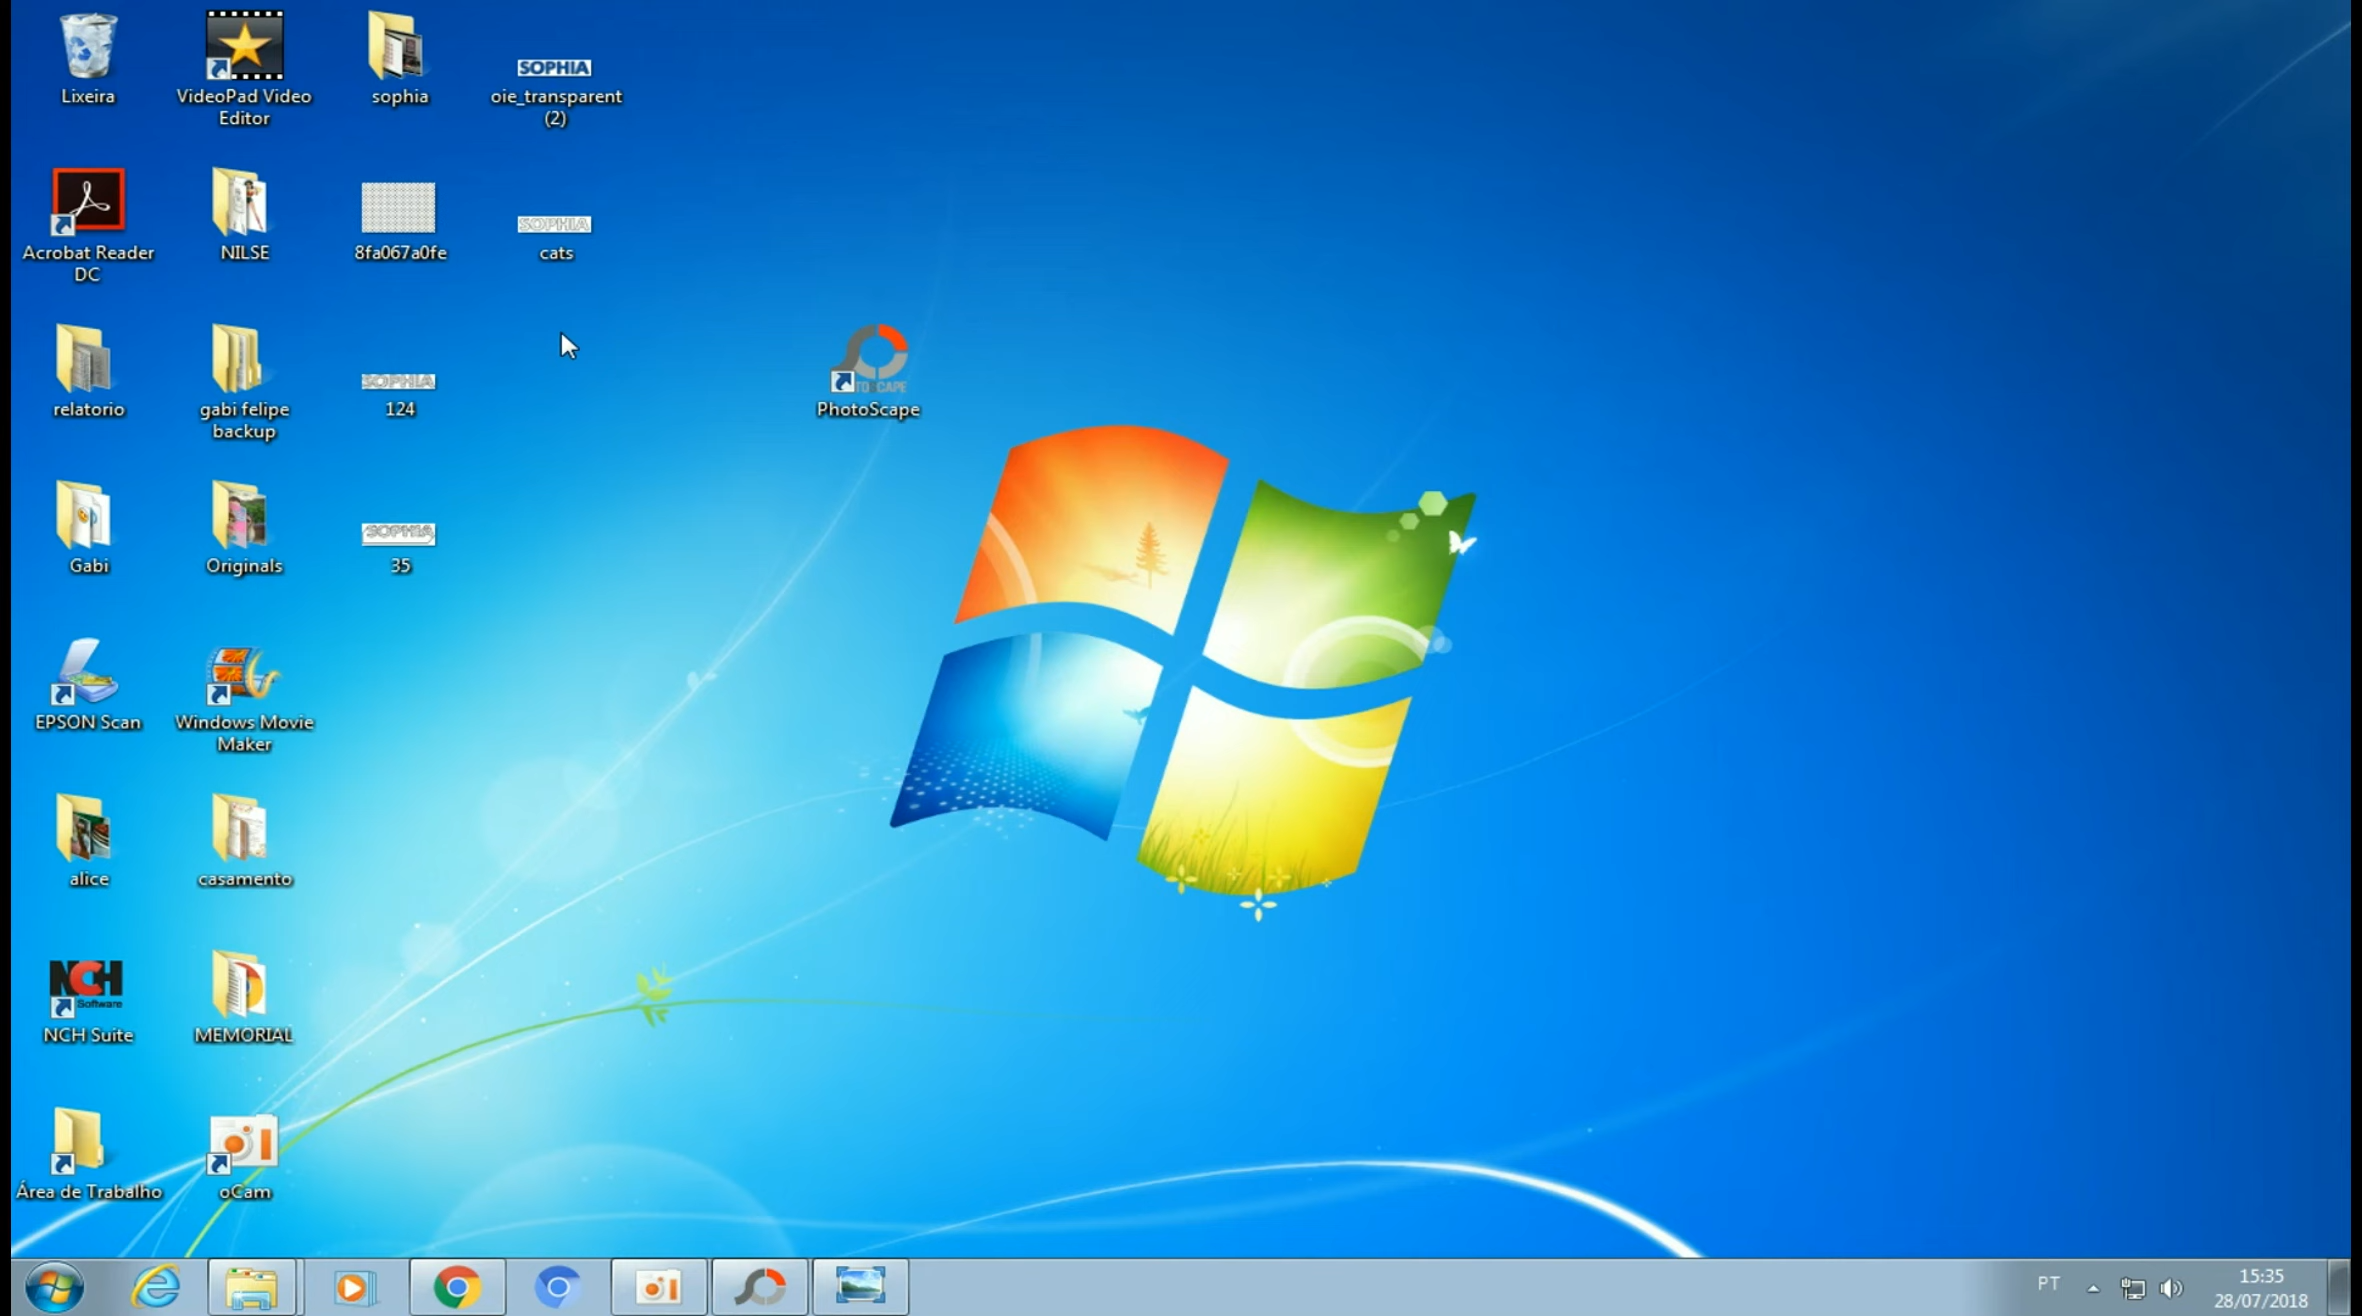 Lixeira
VideoPad Video
Editor
sophia
SOPHIA
oie_transparent
(2)
Acrobat Reader
DC
NILSE
8fa067a0fe
SOPHIA
cats
relatorio
gabi felipe
backup
SOPHIA
124
TOSCAPE
PhotoScape
Gabi
Originals
SOPHIA
35
EPSON Scan
Windows Movie
Maker
alice
casamento
NCH
Software
NCH Suite
MEMORIAL
Área de Trabalho
oCam
PT
15:35
28/07/2018